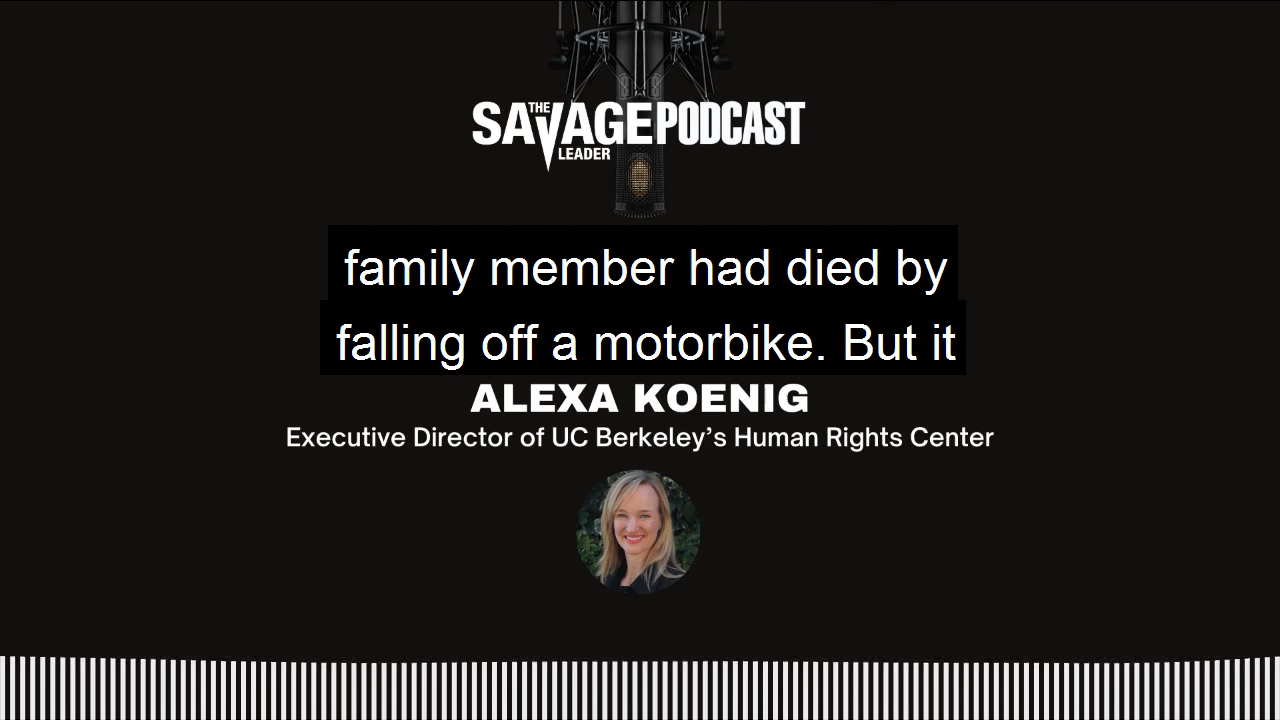 THE
SAVAGE PODCAST
LEADER
family member had died by
falling off a motorbike. But it
ALEXA KOENIG
Executive Director of UC Berkeley’s Human Rights Center